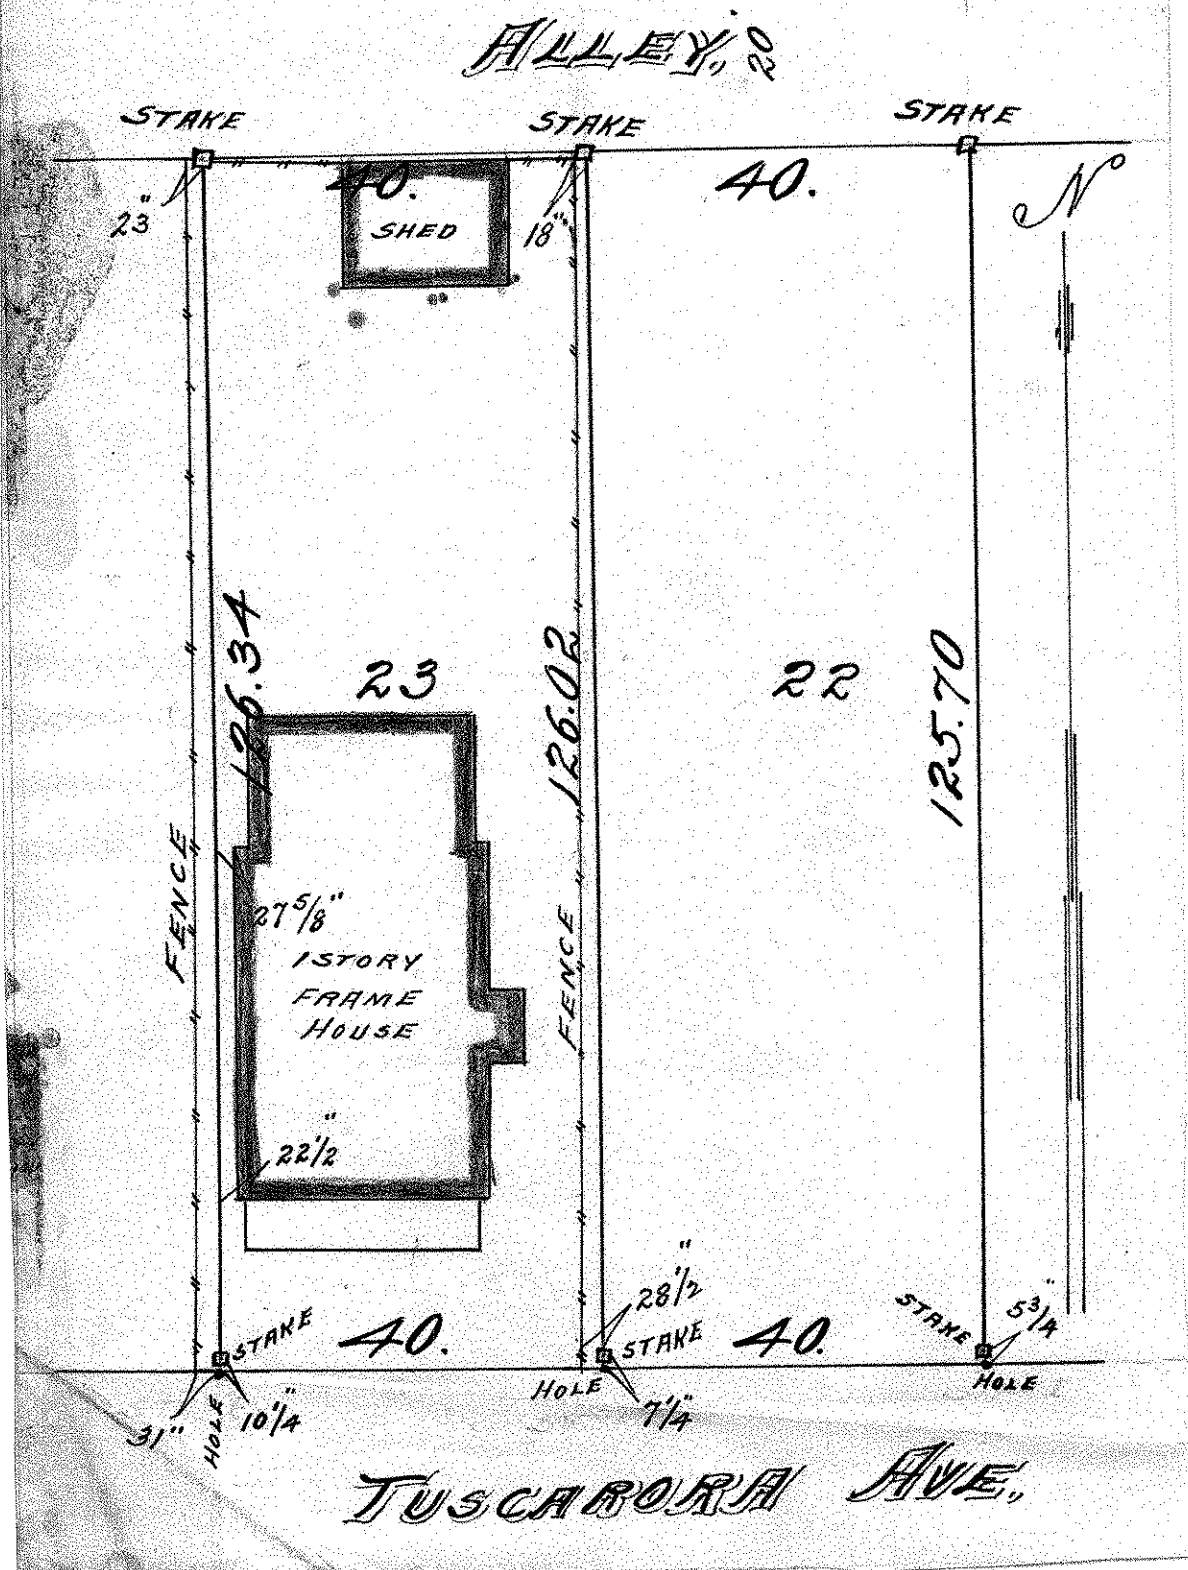 ALLEY, 20
STAKE
STAKE
STAKE
40.
40.
No
23"
SHED
18"
126.34
23
126.02
22
125.70
FENCE
27 5/8"
1 STORY
FRAME
HOUSE
FENCE
22 1/2"
28 1/2"
STAKE
40.
STAKE
40.
STAKE
5 3/4"
HOLE
HOLE
31"
HOLE
10 1/4"
7 1/4"
TUSCARORA AVE.,